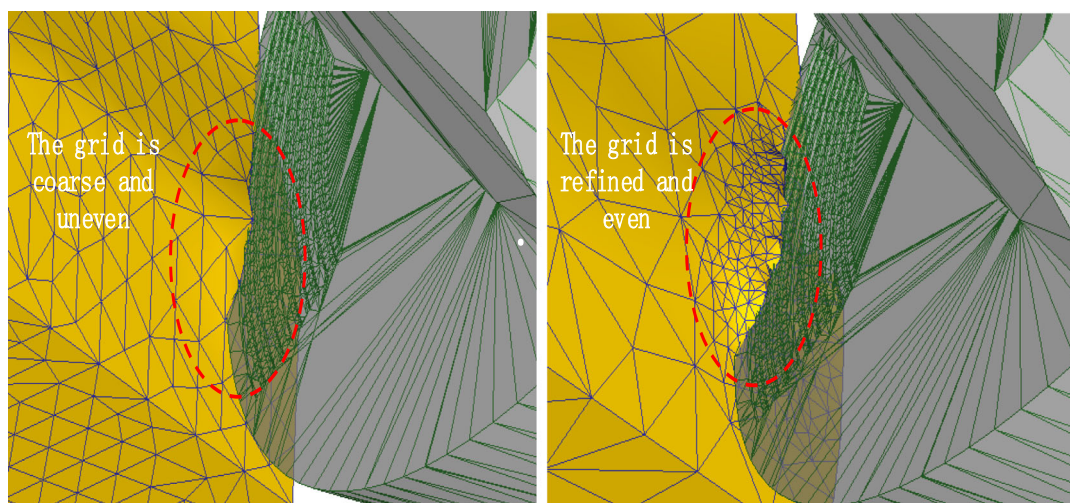 The grid is
coarse and
uneven
The grid is
refined and
even